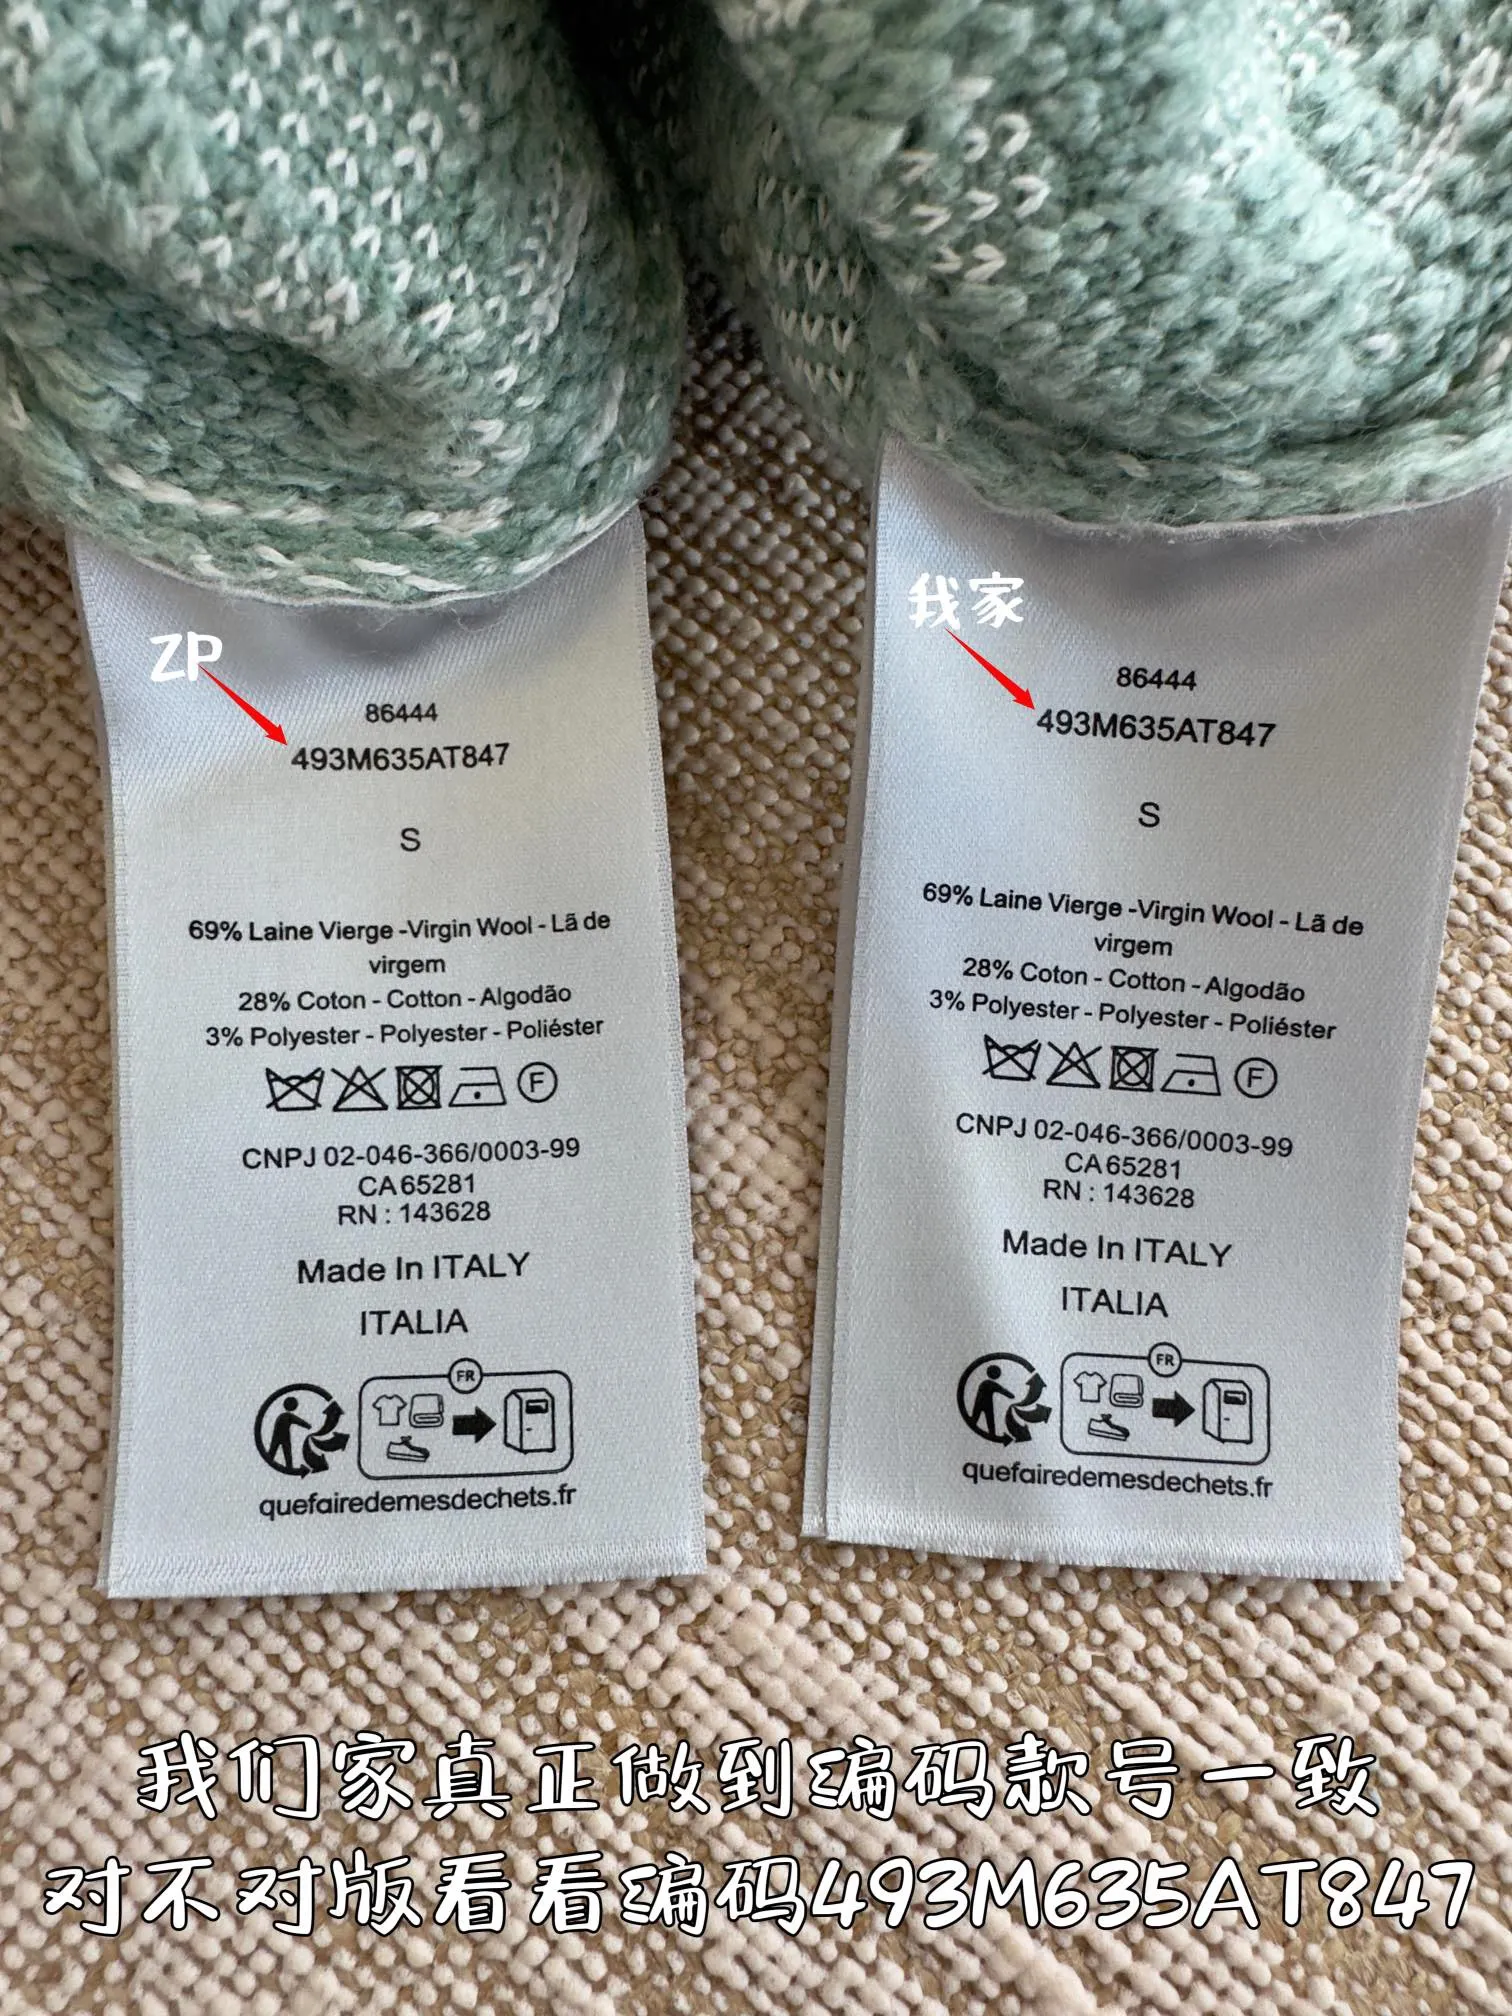 ZP
86444
493M635AT847
S
69% Laine Vierge -Virgin Wool - Lã de
virgem
28% Coton - Cotton - Algodão
3% Polyester - Polyester - Poliéster
F
CNPJ 02-046-366/0003-99
CA 65281
RN : 143628
Made In ITALY
ITALIA
FR
quefairedemesdechets.fr
我家
86444
493M635AT847
S
69% Laine Vierge -Virgin Wool - Lã de
virgem
28% Coton - Cotton - Algodão
3% Polyester - Polyester - Poliéster
F
CNPJ 02-046-366/0003-99
CA 65281
RN : 143628
Made In ITALY
ITALIA
FR
quefairedemesdechets.fr
我们家真正做到编码款号一致
对不对版看看编码493M635AT847